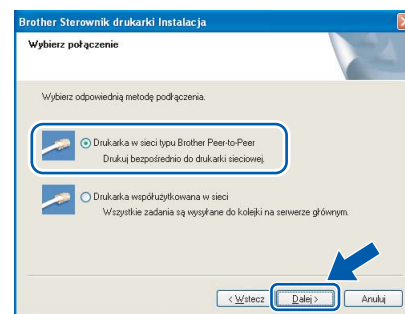 Brother Sterownik drukarki Instalacja
Wybierz połączenie
Wybierz odpowiednią metodę podłączenia.
Drukarka w sieci typu Brother Peer-to-Peer
Drukuj bezpośrednio do drukarki sieciowej.
Drukarka współużytkowana w sieci
Wszystkie zadania są wysyłane do kolejki na serwerze głównym.
< Wstecz Dalej > Anuluj